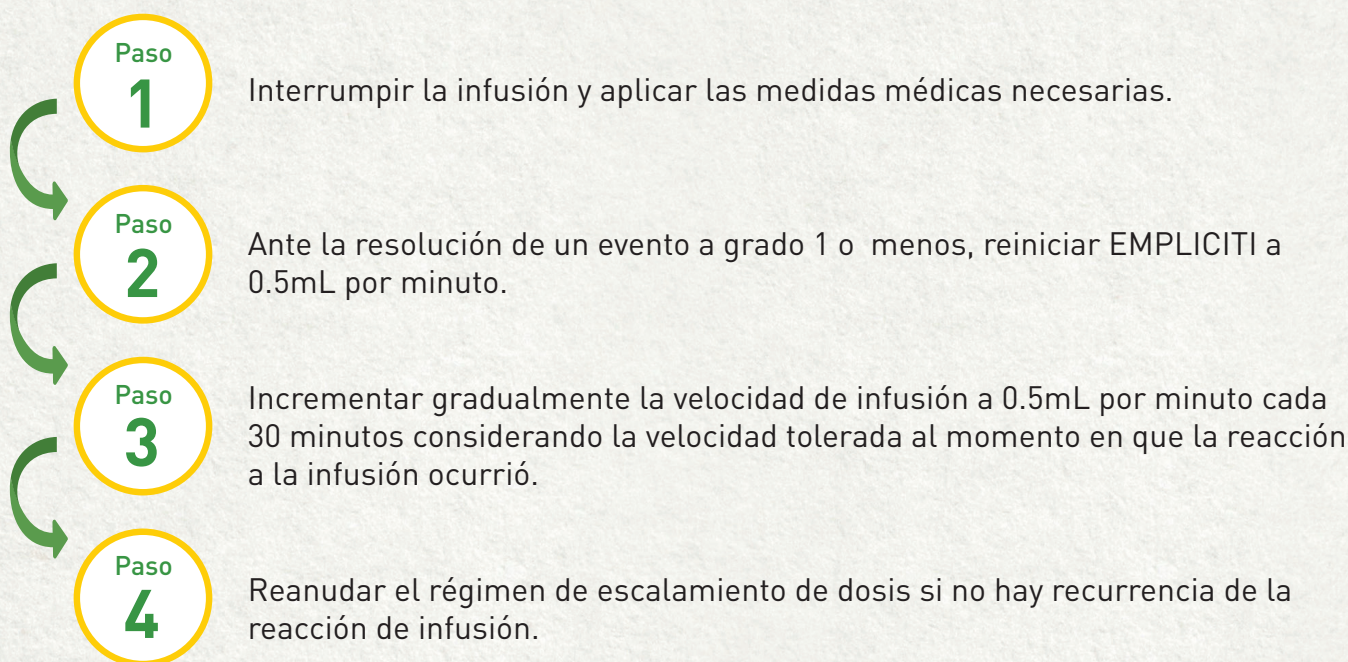 Paso
1
Interrumpir la infusión y aplicar las medidas médicas necesarias.
Paso
2
Ante la resolución de un evento a grado 1 o  menos, reiniciar EMPLICITI a
0.5mL por minuto.
Paso
3
Incrementar gradualmente la velocidad de infusión a 0.5mL por minuto cada
30 minutos considerando la velocidad tolerada al momento en que la reacción
a la infusión ocurrió.
Paso
4
Reanudar el régimen de escalamiento de dosis si no hay recurrencia de la
reacción de infusión.